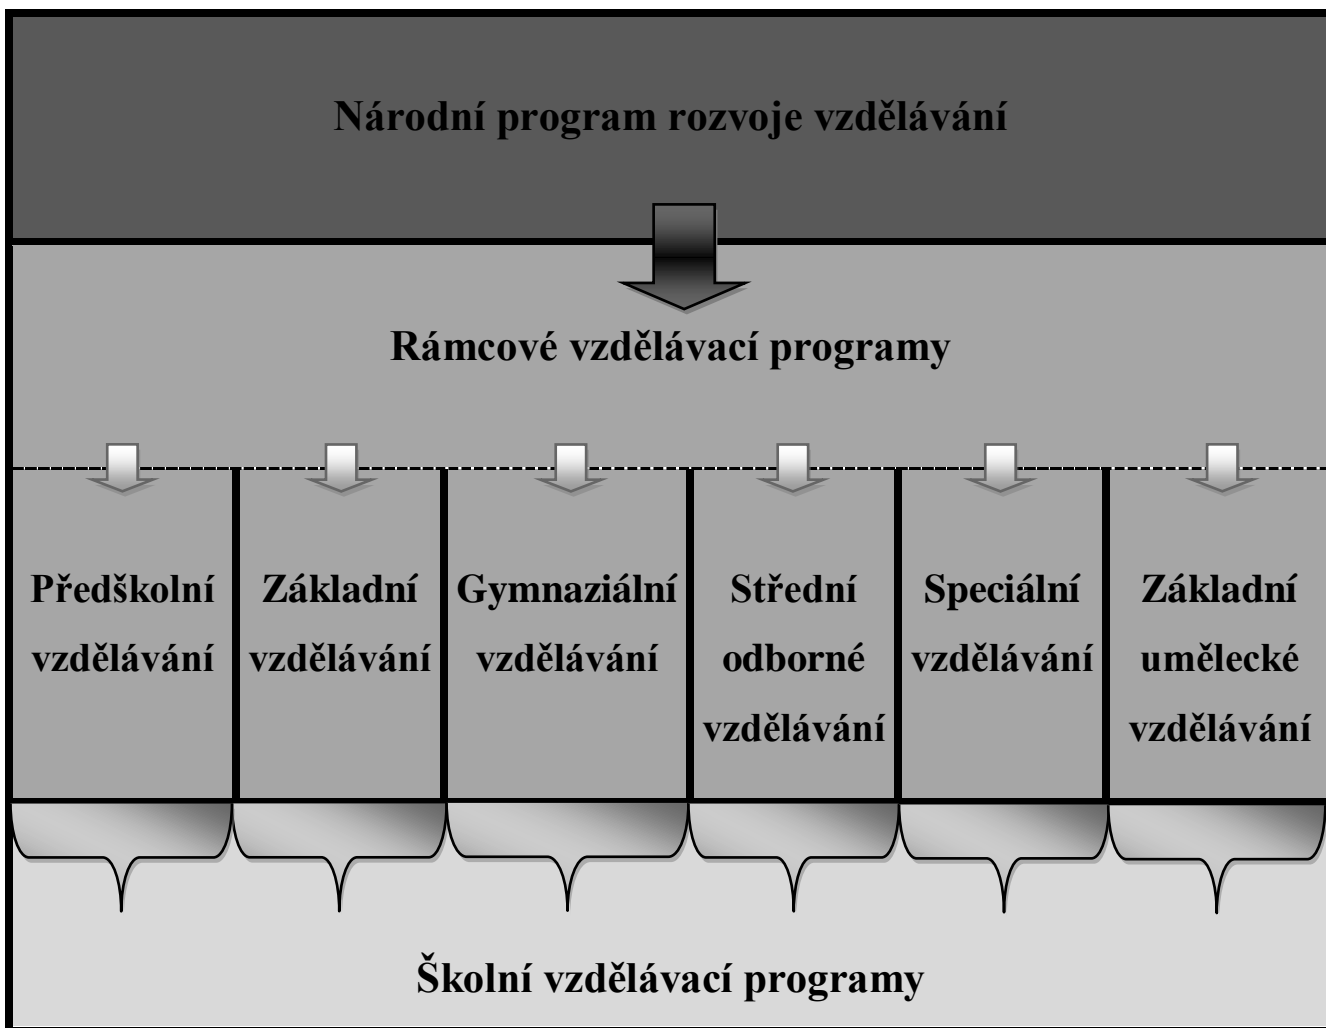 Národní program rozvoje vzdělávání
Rámcové vzdělávací programy
Předškolní
vzdělávání
Základní
vzdělávání
Gymnaziální
vzdělávání
Střední
odborné
vzdělávání
Speciální
vzdělávání
Základní
umělecké
vzdělávání
Školní vzdělávací programy